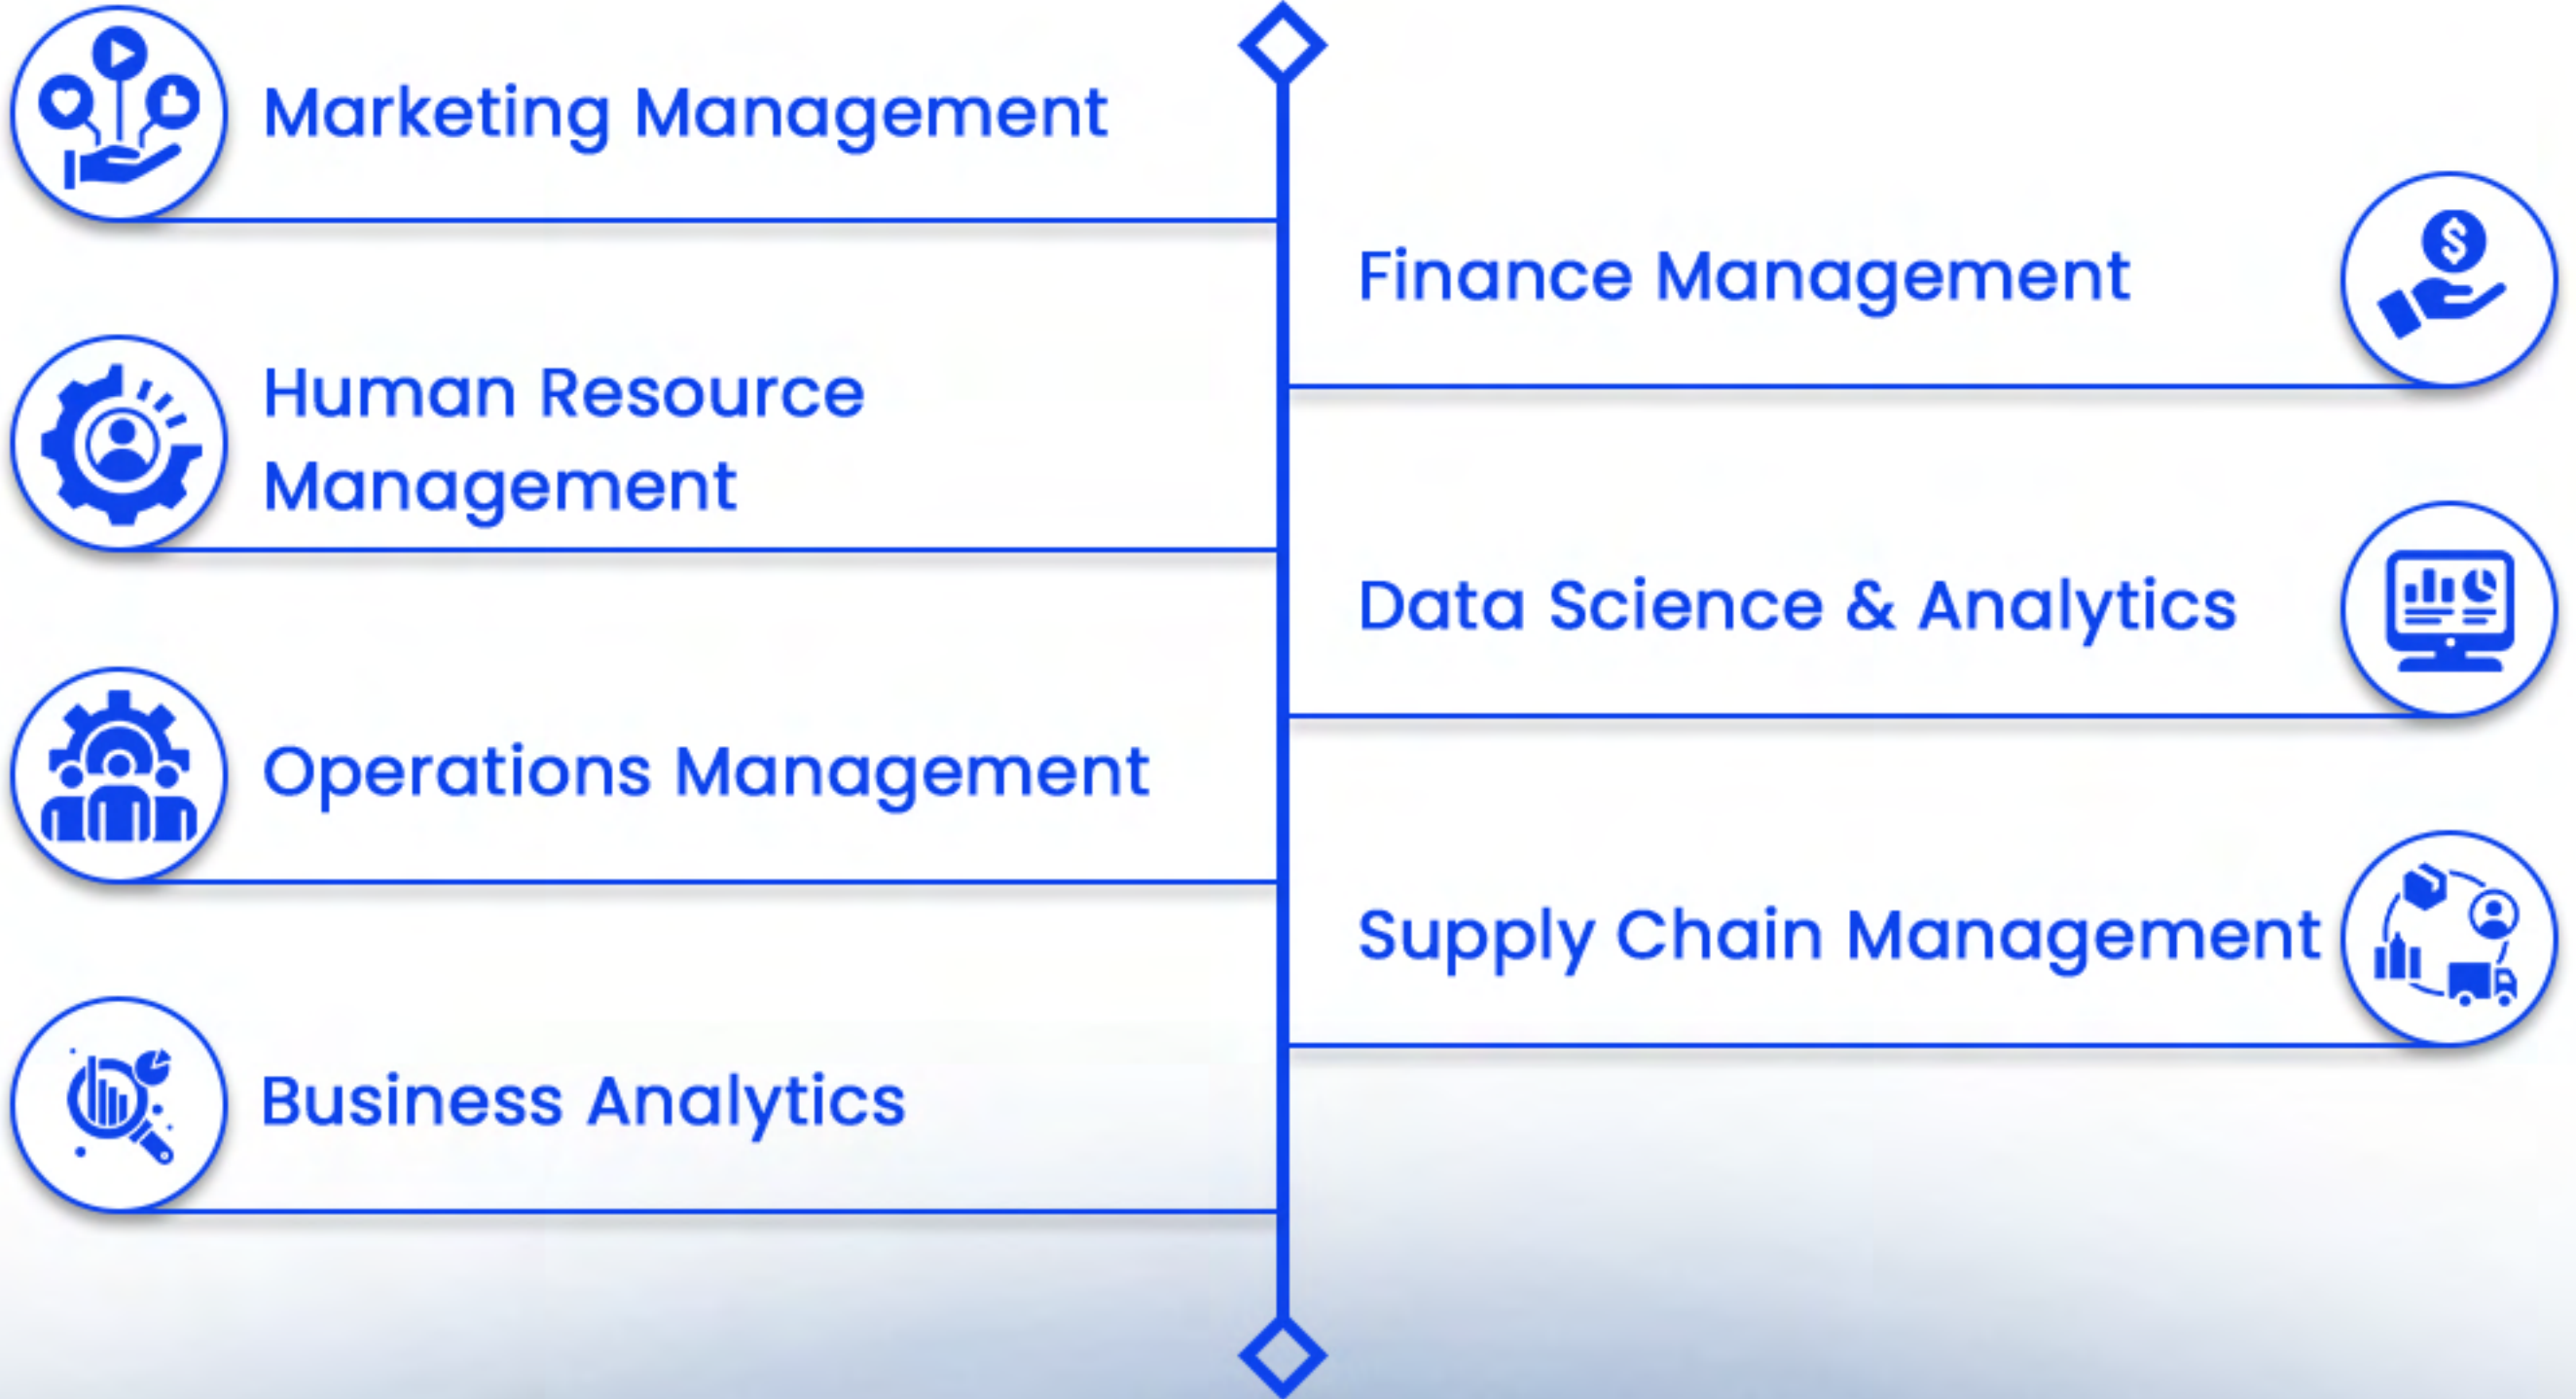 Marketing Management
Finance Management
Human Resource
Management
Data Science & Analytics
Operations Management
Supply Chain Management
Business Analytics